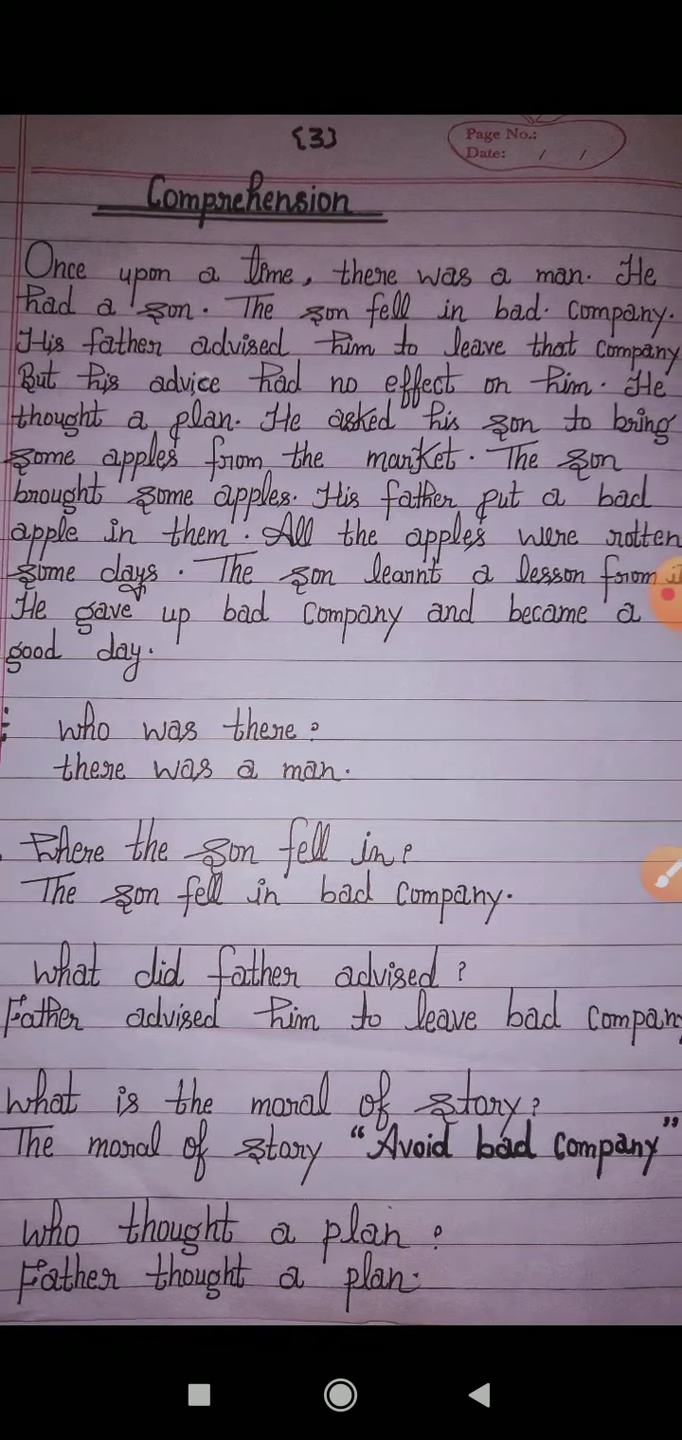 {3}
Page No.:
Date: / /
Comprehension
Once upon a time, there was a man. He
had a son. The son fell in bad. company.
His father advised him to leave that company
But his advice had no effect on him. He
thought a plan. He asked his son to bring
some apples from the market. The son
brought some apples. His father put a bad
apple in them. All the apples were rotten
some days. The son learnt a lesson from
He gave up bad company and became a
good day.
Who was there?
there was a man.
Where the son fell in?
The son fell in bad company.
What did father advised?
Father advised him to leave bad company
What is the moral of story?
The moral of story "Avoid bad company"
Who thought a plan?
Father thought a plan.